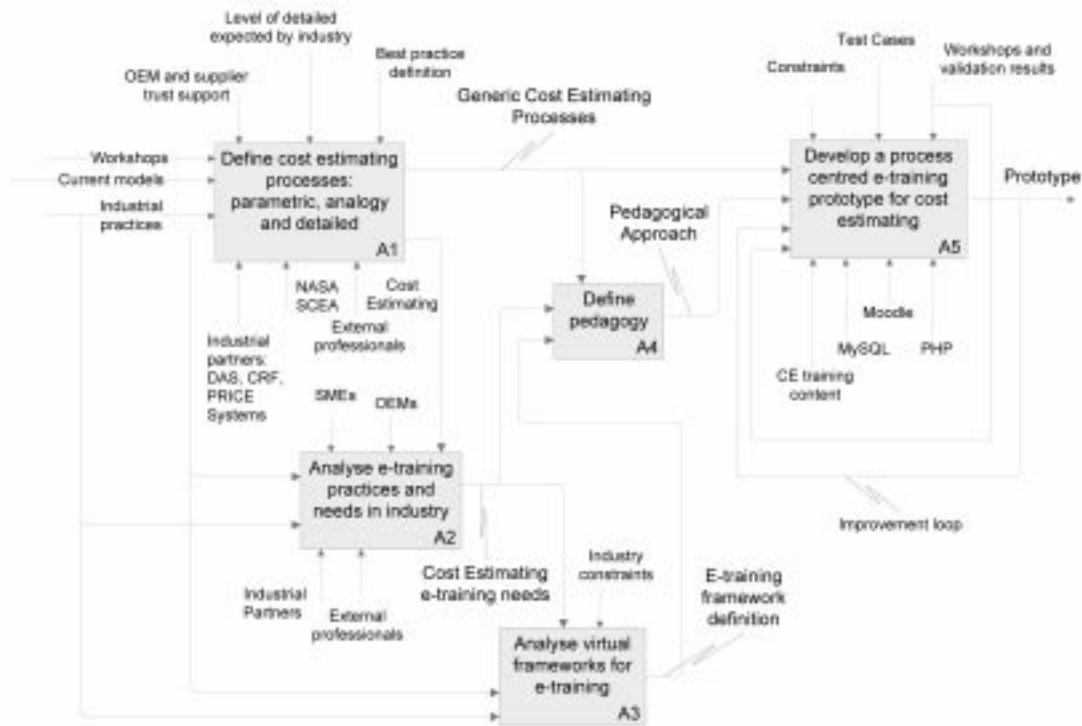 Level of detailed
expected by industry
Best practice
definition
OEM and supplier
trust support
Test Cases
Constraints
Workshops and
validation results
Generic Cost Estimating
Processes
Workshops
Current models
Industrial
practices
Define cost estimating
processes:
parametric, analogy
and detailed
A1
Develop a process
centred e-training
prototype for cost
estimating
A5
Prototype
Pedagogical
Approach
NASA
SCEA
Cost
Estimating
External
professionals
Industrial
partners:
DAS, CRF,
PRICE
Systems
Define
pedagogy
A4
Moodle
MySQL
PHP
CE training
content
SMEs
OEMs
Analyse e-training
practices and
needs in industry
A2
Improvement loop
Industrial
Partners
External
professionals
Cost Estimating
e-training needs
Industry
constraints
E-training
framework
definition
Analyse virtual
frameworks for
e-training
A3